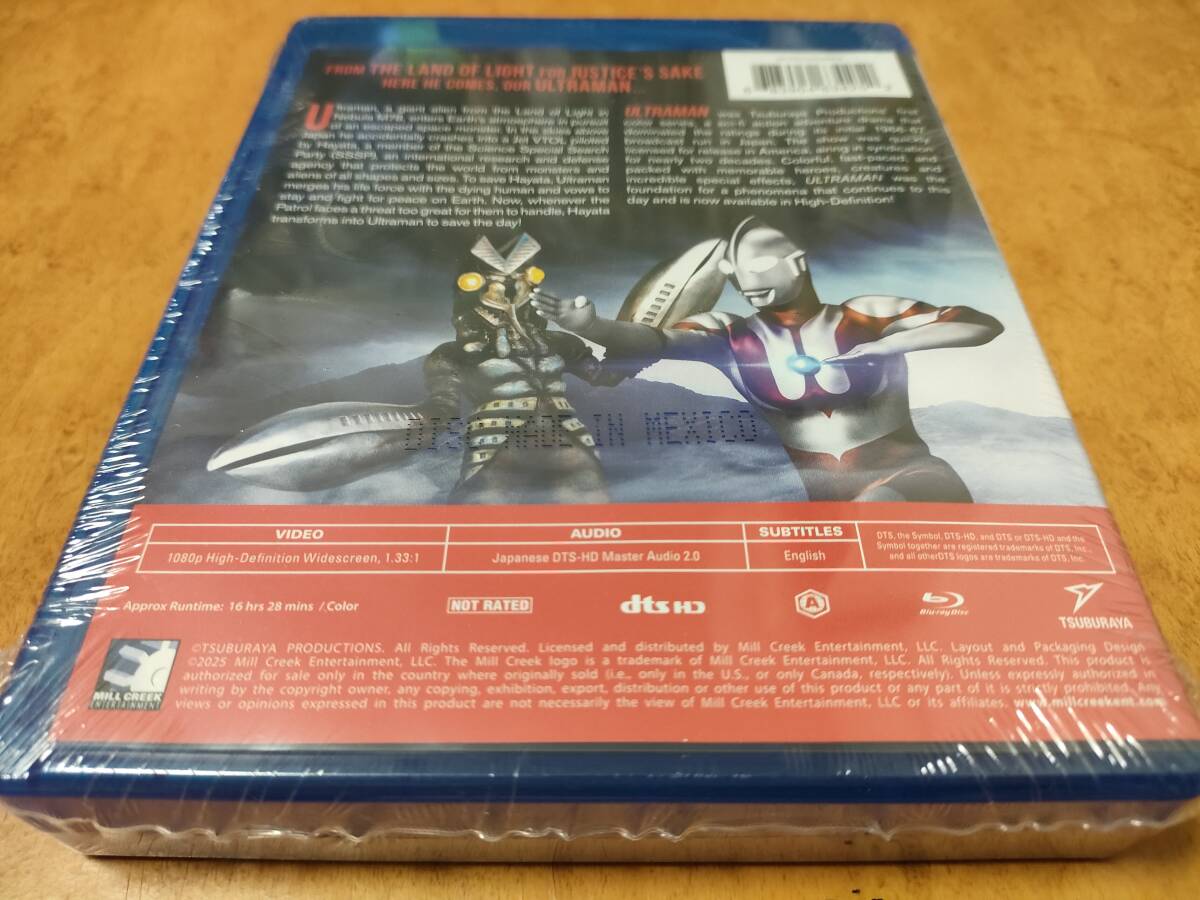 FROM THE LAND OF LIGHT FOR JUSTICE'S SAKE
HERE HE COMES, OUR ULTRAMAN...
Ultraman, a giant alien from the Land of Light in
Nebula M78, enters Earth's atmosphere in pursuit
of an escaped space monster. In the skies above
Japan he accidentally crashes into a Jet VTOL piloted
by Hayata, a member of the Science Special Search
Party (SSSP), an international research and defense
agency that protects the world from monsters and
aliens of all shapes and sizes. To save Hayata, Ultraman
merges his life force with the dying human and vows to
stay and fight for peace on Earth. Now, whenever the
Patrol faces a threat too great for them to handle, Hayata
transforms into Ultraman to save the day!
ULTRAMAN was Tsuburaya Productions' first
color series, a science fiction adventure drama that
dominated the ratings during its brief 1966-67
broadcast run in Japan. The show was quickly
licensed for release in America, airing in syndication
for nearly two decades. Colorful, fast-paced, and
packed with memorable heroes, creatures and
incredible special effects, ULTRAMAN was the
foundation for a phenomena that continues to this
day and is now available in High-Definition!
DISC MADE IN MEXICO
VIDEO
1080p High-Definition Widescreen, 1.33:1
AUDIO
Japanese DTS-HD Master Audio 2.0
SUBTITLES
English
DTS, the Symbol, DTS-HD, and DTS or DTS-HD and the
Symbol together are registered trademarks of DTS, Inc.,
and all otherDTS logos are trademarks of DTS, Inc.
Approx Runtime: 16 hrs 28 mins /Color
NOT RATED
dts HD
A
Blu-ray Disc
TSUBURAYA
MILL CREEK
ENTERTAINMENT
©TSUBURAYA PRODUCTIONS. All Rights Reserved. Licensed and distributed by Mill Creek Entertainment, LLC. Layout and Packaging Design
©2025 Mill Creek Entertainment, LLC. The Mill Creek logo is a trademark of Mill Creek Entertainment, LLC. All Rights Reserved. This product is
authorized for sale only in the country where originally sold (i.e., only in the U.S., or only Canada, respectively). Unless expressly authorized in
writing by the copyright owner, any copying, exhibition, export, distribution or other use of this product or any part of it is strictly prohibited. Any
views or opinions expressed in this product are not necessarily the view of Mill Creek Entertainment, LLC or its affiliates. www.millcreekent.com